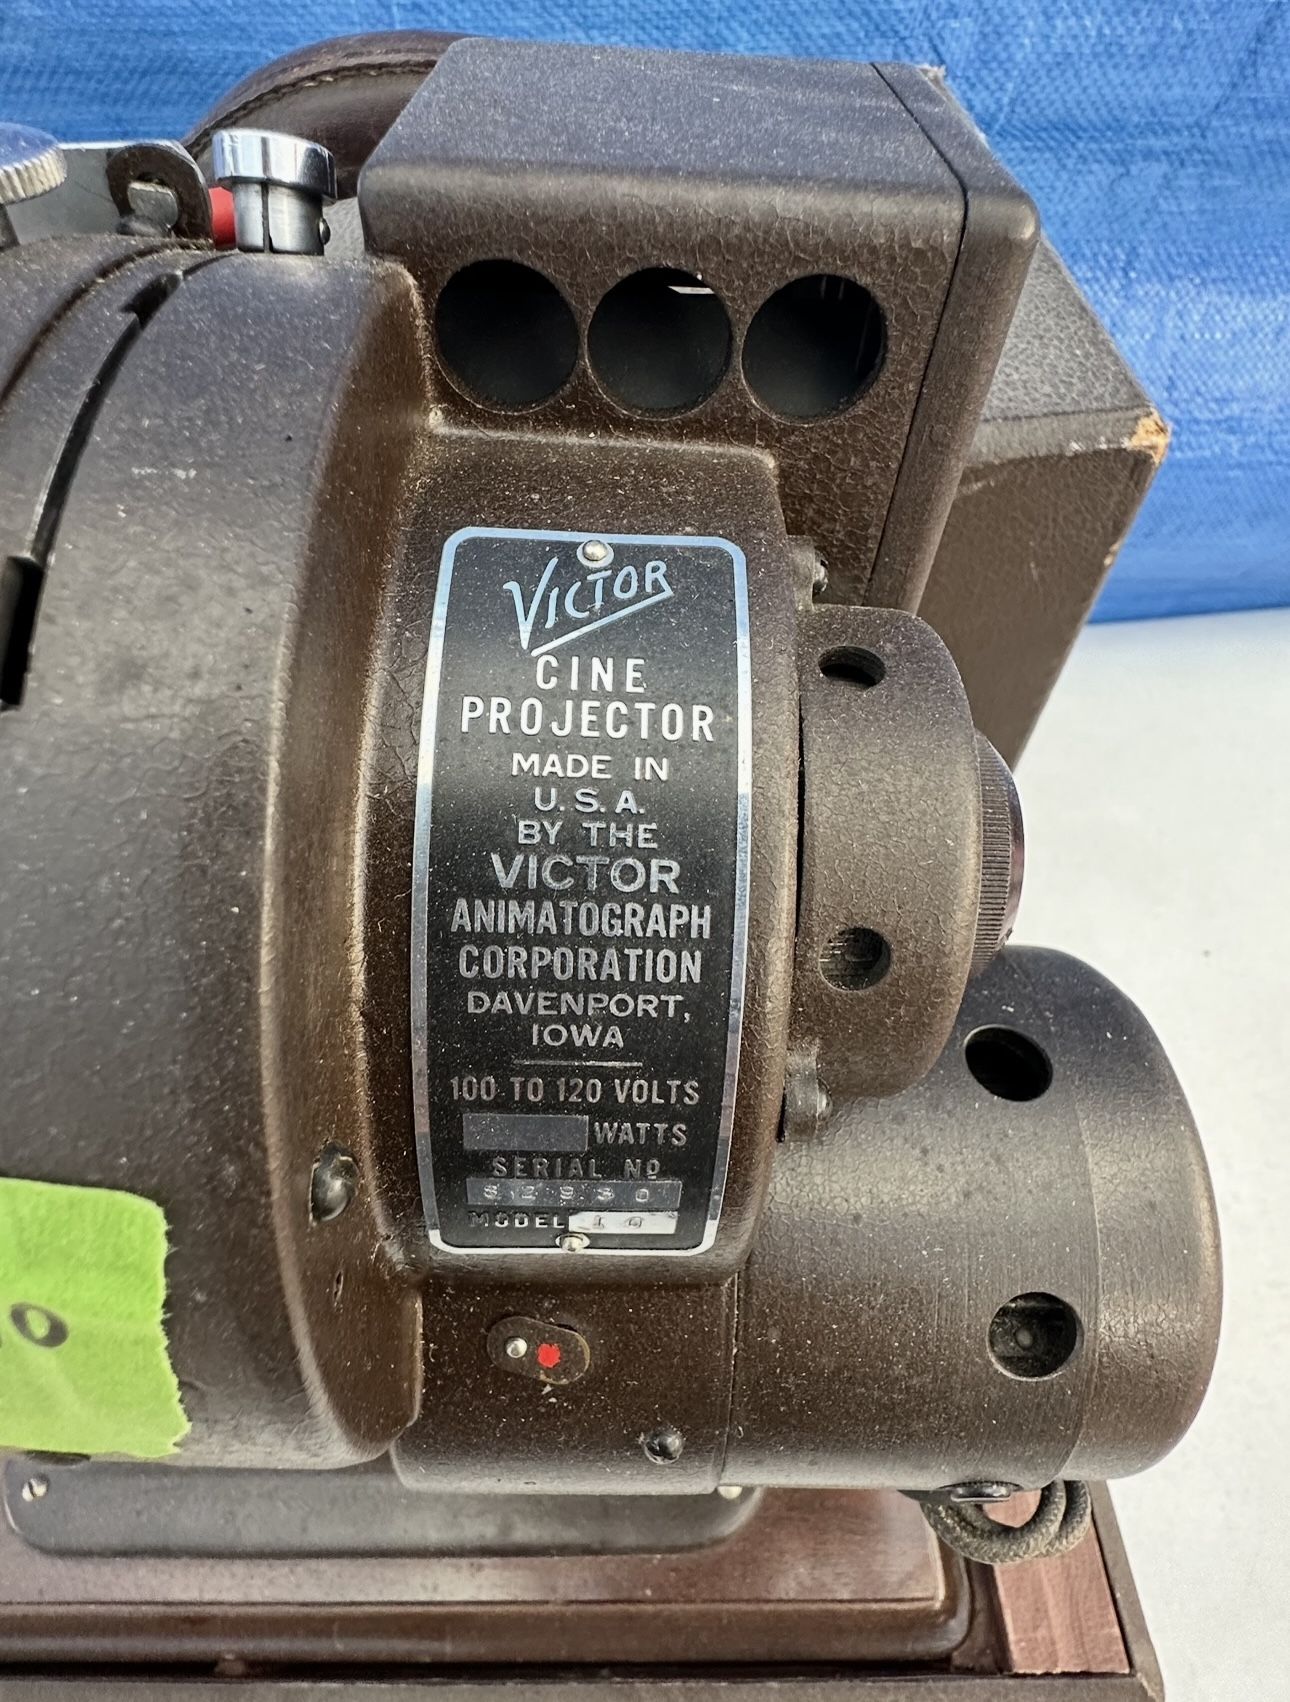 VICTOR
CINE
PROJECTOR
MADE IN
U.S.A.
BY THE
VICTOR
ANIMATOGRAPH
CORPORATION
DAVENPORT,
IOWA
100 TO 120 VOLTS
WATTS
SERIAL Nº
MODEL 10